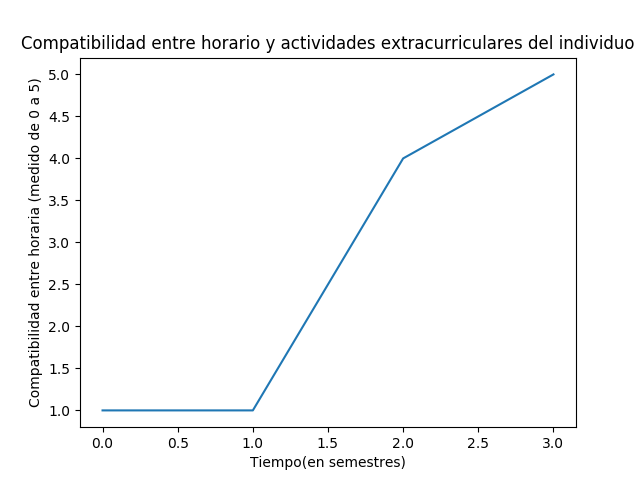 Compatibilidad entre horario y actividades extracurriculares del individuo
Compatibilidad entre horaria (medido de 0 a 5)
5.0
4.5
4.0
3.5
3.0
2.5
2.0
1.5
1.0
0.0 0.5 1.0 1.5 2.0 2.5 3.0
Tiempo(en semestres)